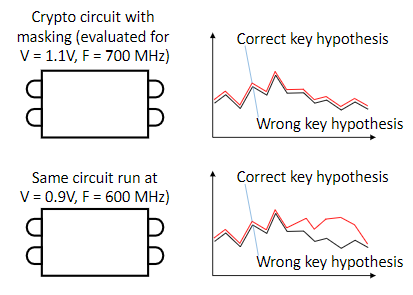 Crypto circuit with
masking (evaluated for
V = 1.1V, F = 700 MHz)
Correct key hypothesis
Wrong key hypothesis
Same circuit run at
V = 0.9V, F = 600 MHz)
Correct key hypothesis
Wrong key hypothesis